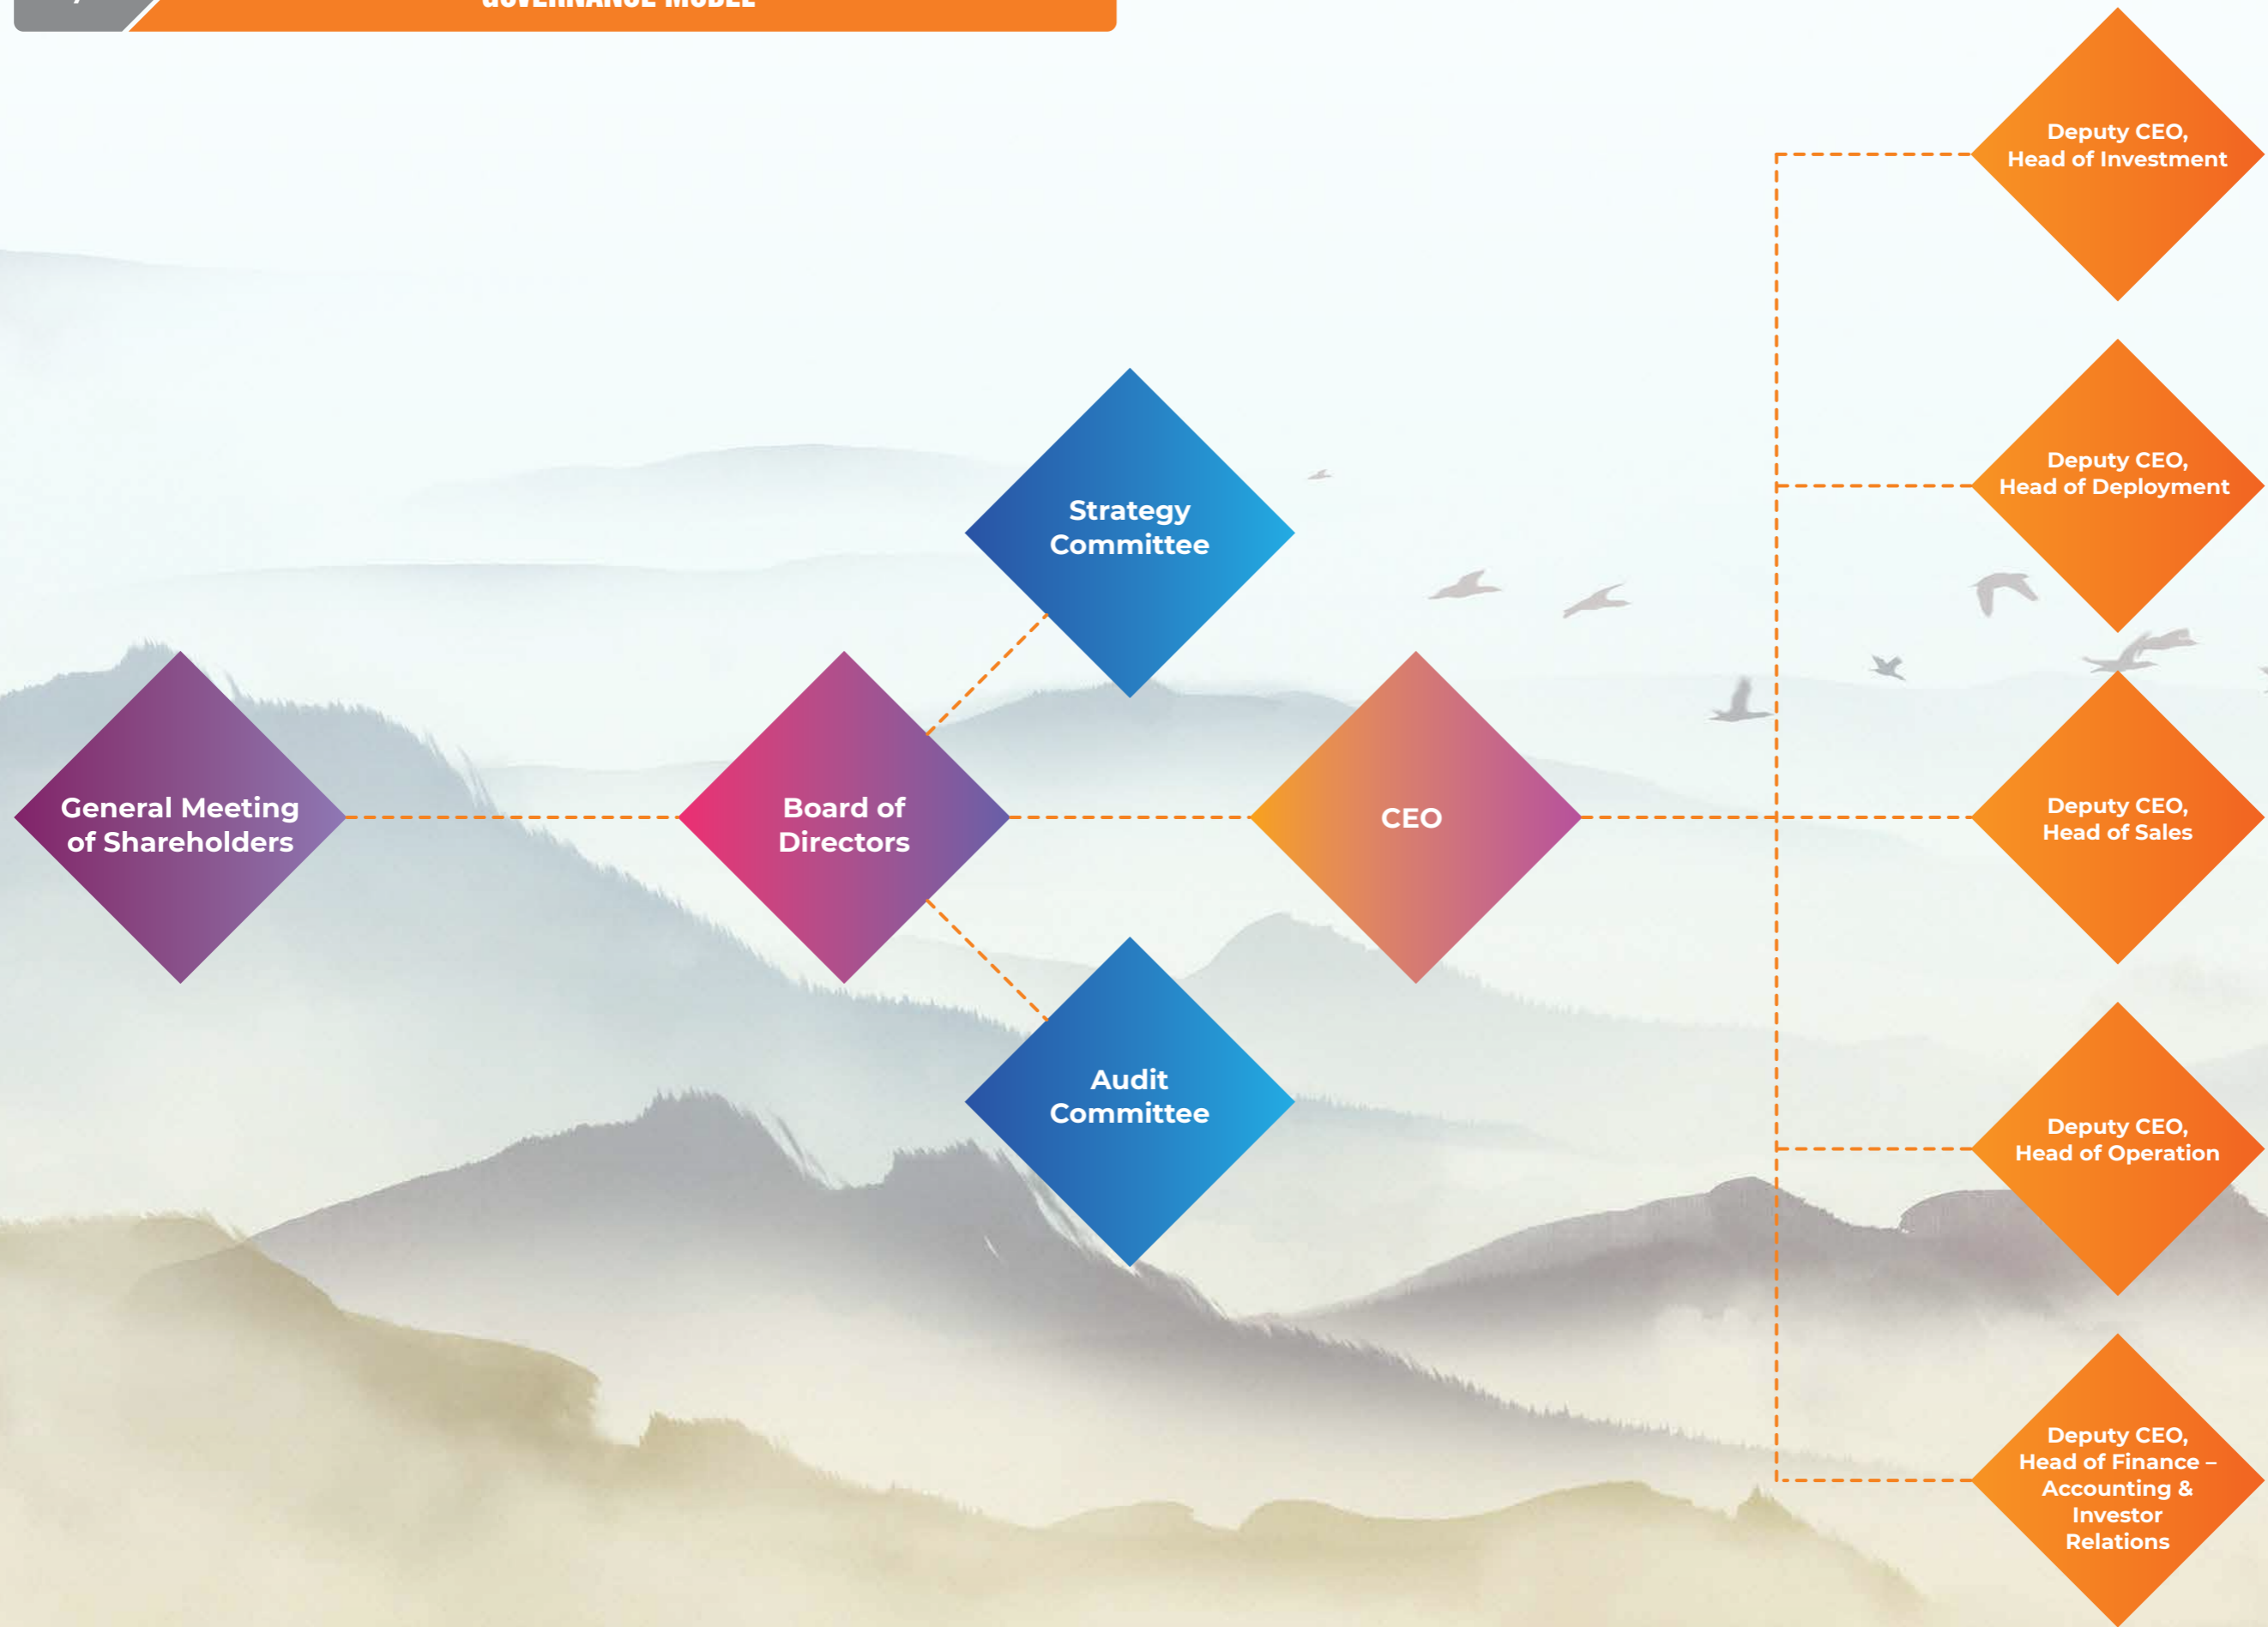 GOVERNANCE MODEL
Deputy CEO,
Head of Investment
Deputy CEO,
Head of Deployment
Strategy
Committee
General Meeting
of Shareholders
Board of
Directors
CEO
Deputy CEO,
Head of Sales
Audit
Committee
Deputy CEO,
Head of Operation
Deputy CEO,
Head of Finance –
Accounting &
Investor
Relations